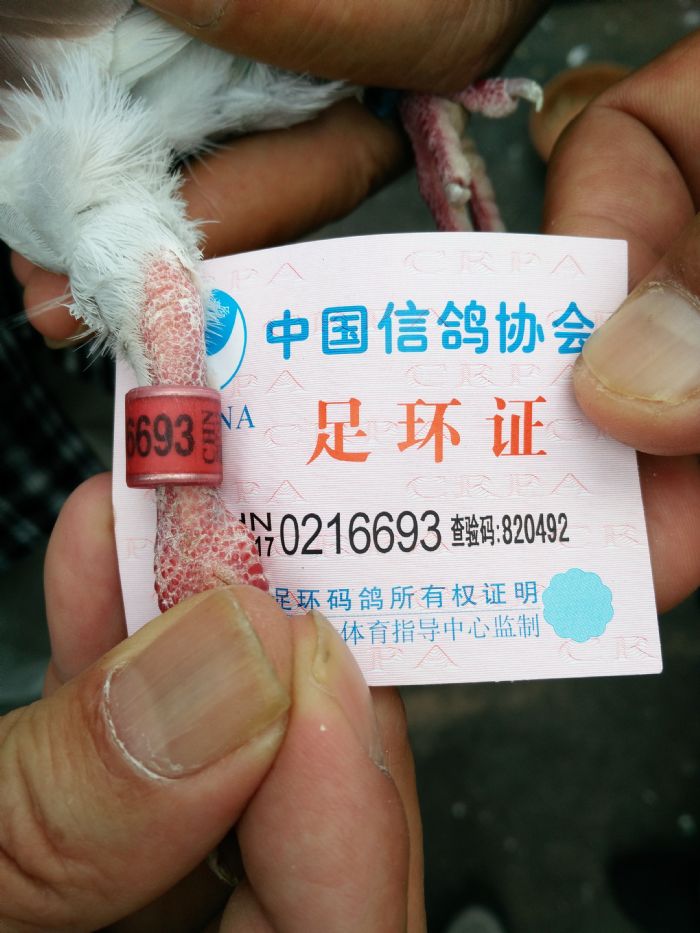 中国信鸽协会
NA
足环证
6693 CHN
N
17 0216693 查验码:820492
足环码鸽所有权证明
体育指导中心监制
CRPA